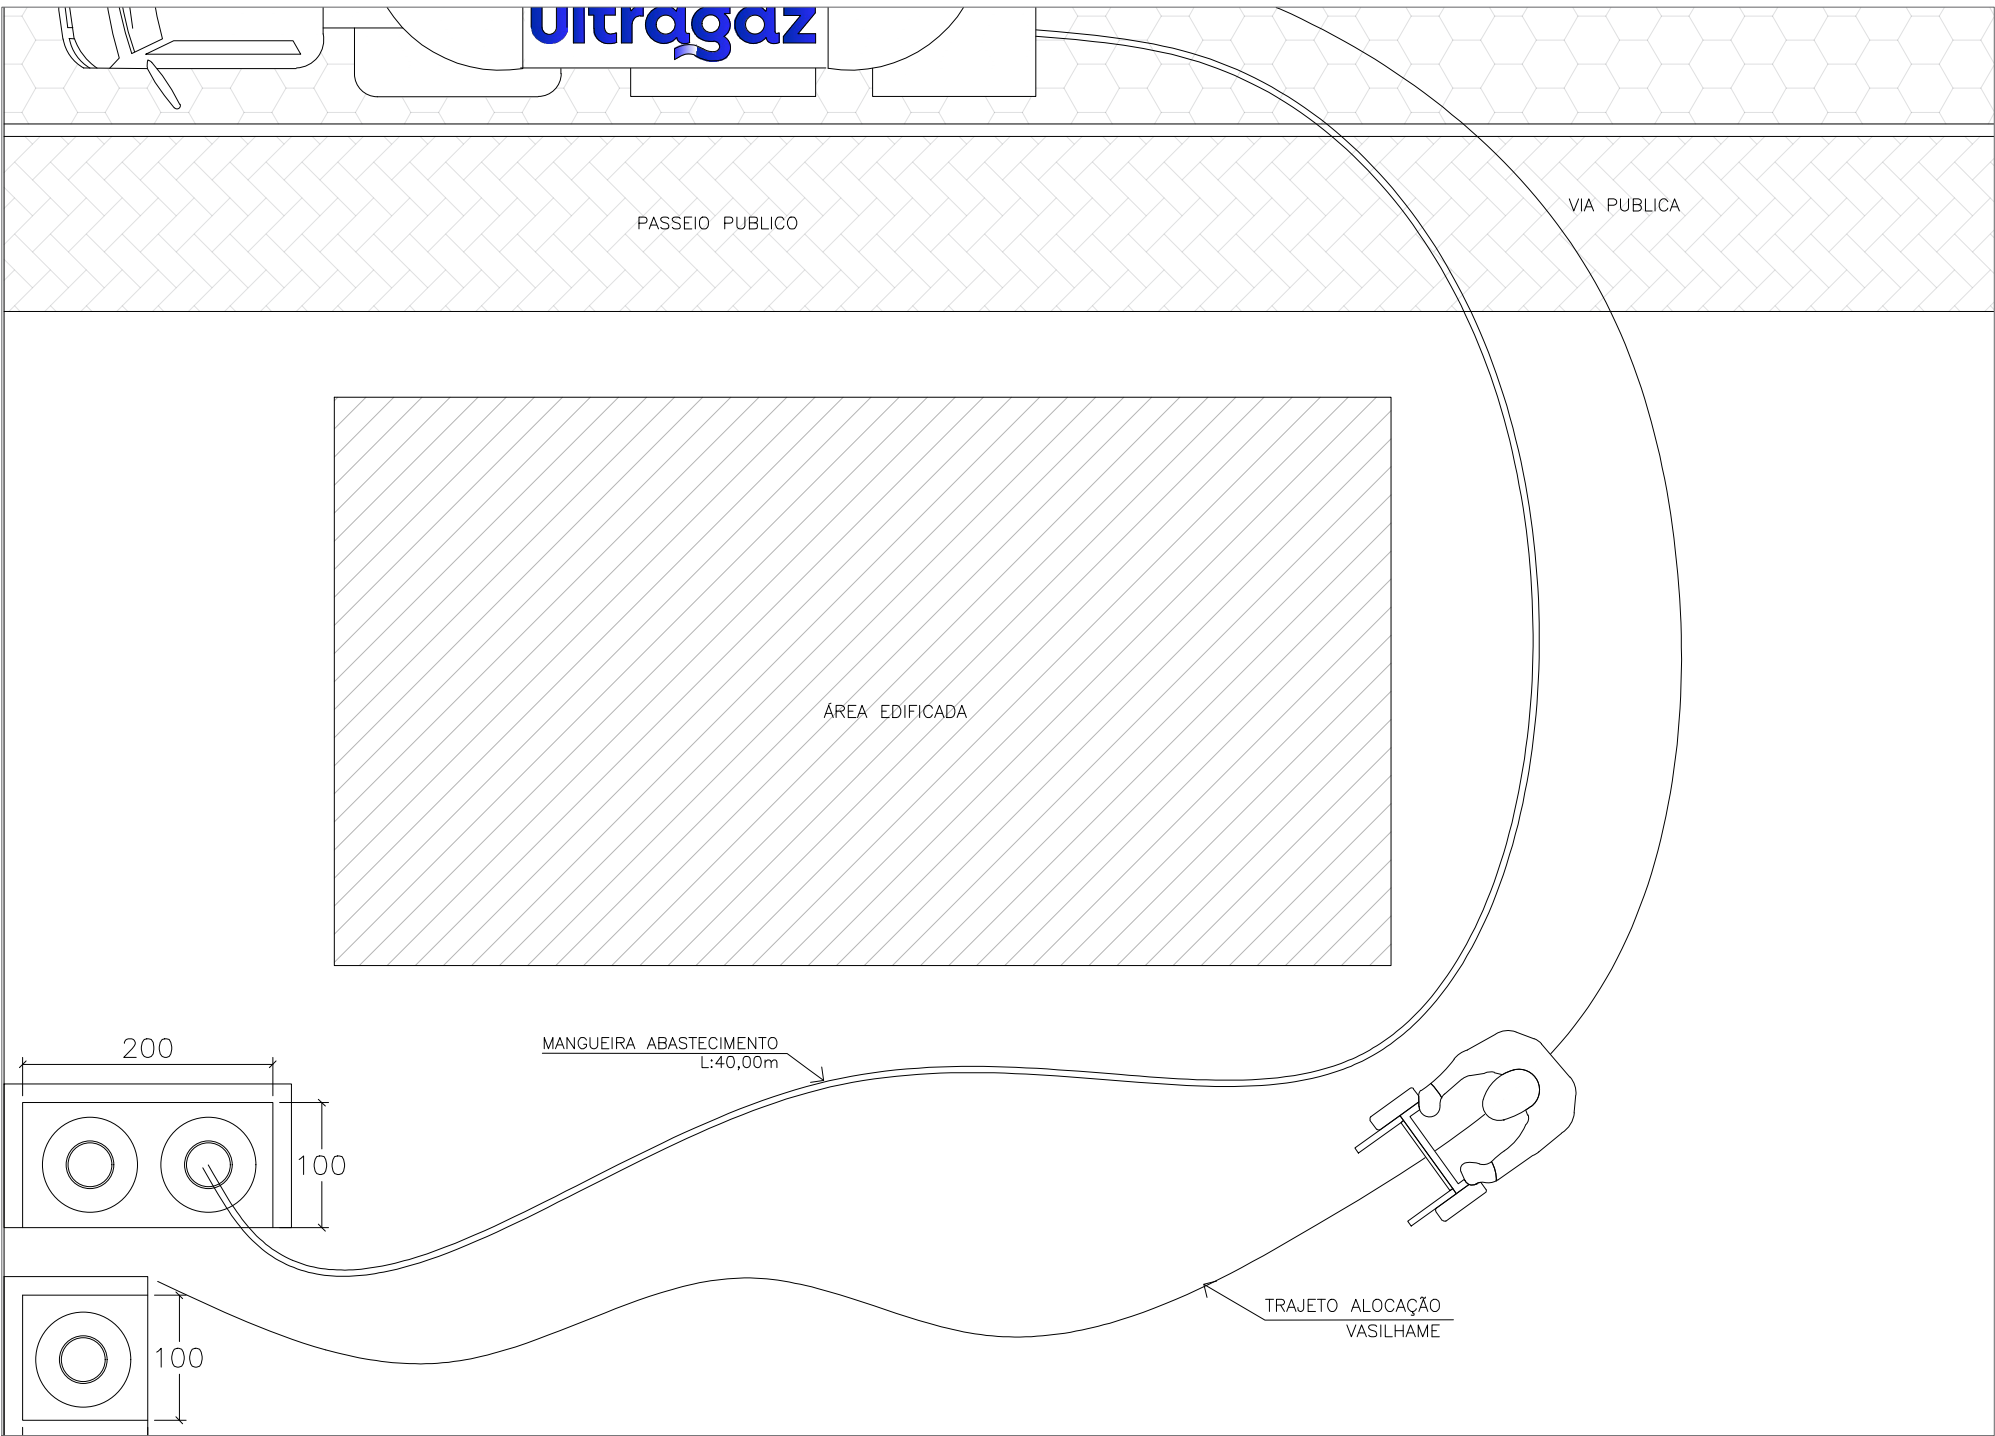 ultragaz
PASSEIO PUBLICO
VIA PUBLICA
ÁREA EDIFICADA
MANGUEIRA ABASTECIMENTO
L:40,00m
200
100
TRAJETO ALOCAÇÃO
VASILHAME
100